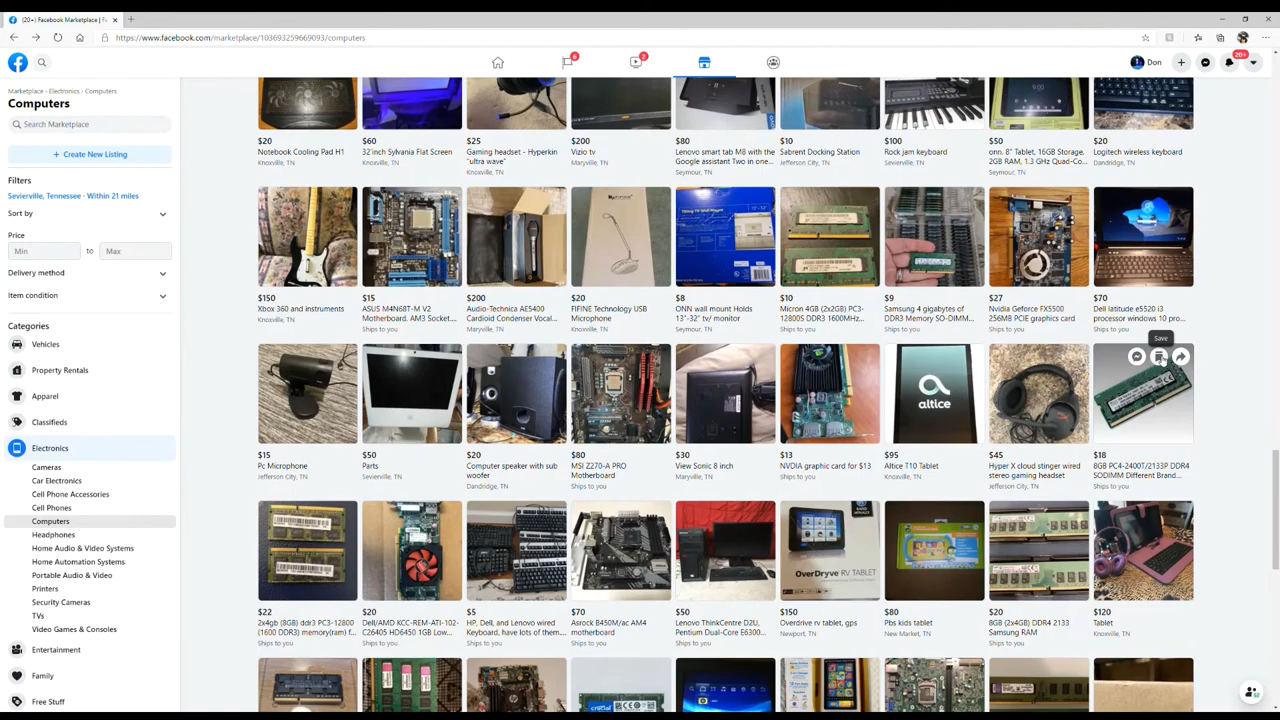 (20+) Facebook Marketplace | F
https://www.facebook.com/marketplace/103693259669093/computers
6
2
Don
20+
Marketplace · Electronics · Computers
Computers
Search Marketplace
+ Create New Listing
Filters
Sevierville, Tennessee · Within 21 miles
Sort by
Price
Min
to
Max
Delivery method
Item condition
Categories
Vehicles
Property Rentals
Apparel
Classifieds
Electronics
Cameras
Car Electronics
Cell Phone Accessories
Cell Phones
Computers
Headphones
Home Audio & Video Systems
Home Automation Systems
Portable Audio & Video
Printers
Security Cameras
TVs
Video Games & Consoles
Entertainment
Family
Free Stuff
$20
Notebook Cooling Pad H1
Knoxville, TN
$60
32'inch Sylvania Flat Screen
Knoxville, TN
$25
Gaming headset - Hyperkin
"ultra wave"
Knoxville, TN
$200
Vizio tv
Maryville, TN
$80
Lenovo smart tab M8 with the
Google assistant Two in one...
Seymour, TN
$10
Sabrent Docking Station
Jefferson City, TN
$100
Rock jam keyboard
Sevierville, TN
$50
onn. 8" Tablet, 16GB Storage,
2GB RAM, 1.3 GHz Quad-Co...
Seymour, TN
$20
Logitech wireless keyboard
Dandridge, TN
$150
Xbox 360 and instruments
Knoxville, TN
$15
ASUS M4N68T-M V2
Motherboard. AM3 Socket....
Ships to you
$200
Audio-Technica AE5400
Cardioid Condenser Vocal...
Maryville, TN
$20
FIFINE Technology USB
Microphone
Knoxville, TN
$8
ONN wall mount Holds
13"-32" tv/ monitor
Seymour, TN
$10
Micron 4GB (2x2GB) PC3-
12800S DDR3 1600MHz...
Ships to you
$9
Samsung 4 gigabytes of
DDR3 Memory SO-DIMM...
Ships to you
$27
Nvidia Geforce FX5500
256MB PCIE graphics card
Ships to you
$70
Dell latitude e5520 i3
processor windows 10 pro...
Ships to you
Save
$15
Pc Microphone
Jefferson City, TN
$50
Parts
Sevierville, TN
$20
Computer speaker with sub
woofer
Dandridge, TN
$80
MSI Z270-A PRO
Motherboard
Ships to you
$30
View Sonic 8 inch
Maryville, TN
$13
NVIDIA graphic card for $13
Ships to you
altice
$95
Altice T10 Tablet
Knoxville, TN
$45
Hyper X cloud stinger wired
stereo gaming headset
Jefferson City, TN
$18
8GB PC4-2400T/2133P DDR4
SODIMM Different Brand...
Ships to you
$22
2x4gb (8GB) ddr3 PC3-12800
(1600 DDR3) memory(ram) f...
Ships to you
$20
Dell/AMD KCC-REM-ATI-102-
C26405 HD6450 1GB Low...
Ships to you
$5
HP, Dell, and Lenovo wired
Keyboard, have lots of them...
Ships to you
$70
Asrock B450M/ac AM4
motherboard
Ships to you
$50
Lenovo ThinkCentre D2U,
Pentium Dual-Core E6300...
Ships to you
OverDryve RV TABLET
$150
Overdrive rv tablet, gps
Newport, TN
$80
Pbs kids tablet
New Market, TN
$20
8GB (2x4GB) DDR4 2133
Samsung RAM
Ships to you
$120
Tablet
Knoxville, TN
crucial